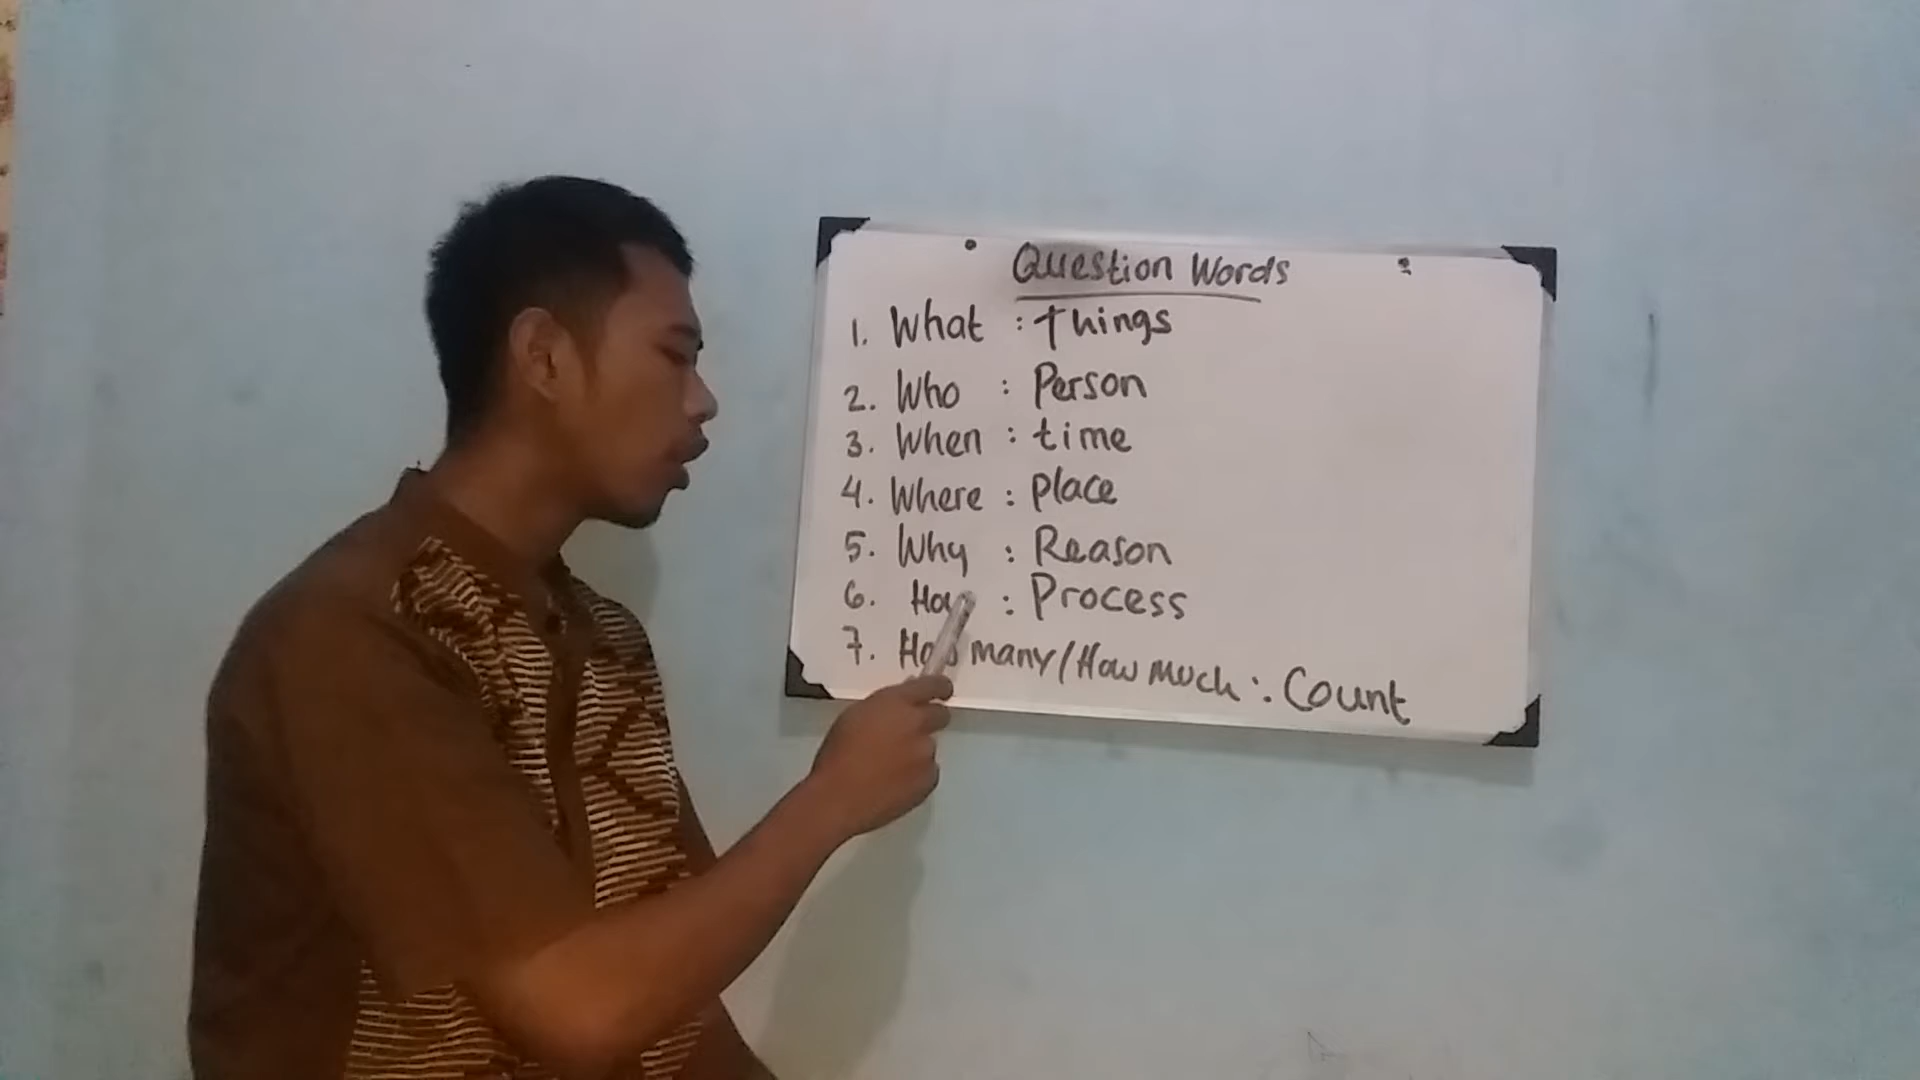 Question Words
1. What : Things
2. Who : Person
3. When : time
4. Where : place
5. Why : Reason
6. How : Process
7. How many/How much : Count